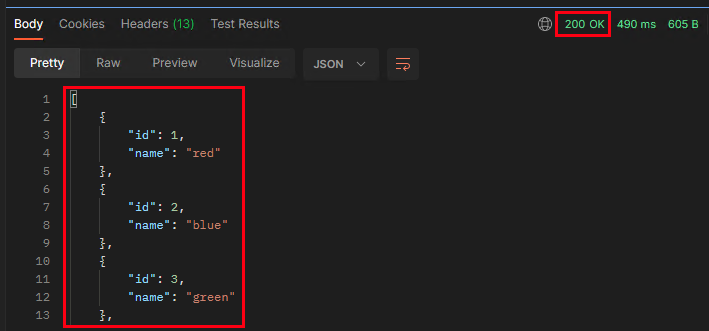 Body Cookies Headers (13) Test Results 200 OK 490 ms 605 B
Pretty Raw Preview Visualize JSON
1 [
2 {
3 "id": 1,
4 "name": "red"
5 },
6 {
7 "id": 2,
8 "name": "blue"
9 },
10 {
11 "id": 3,
12 "name": "green"
13 },